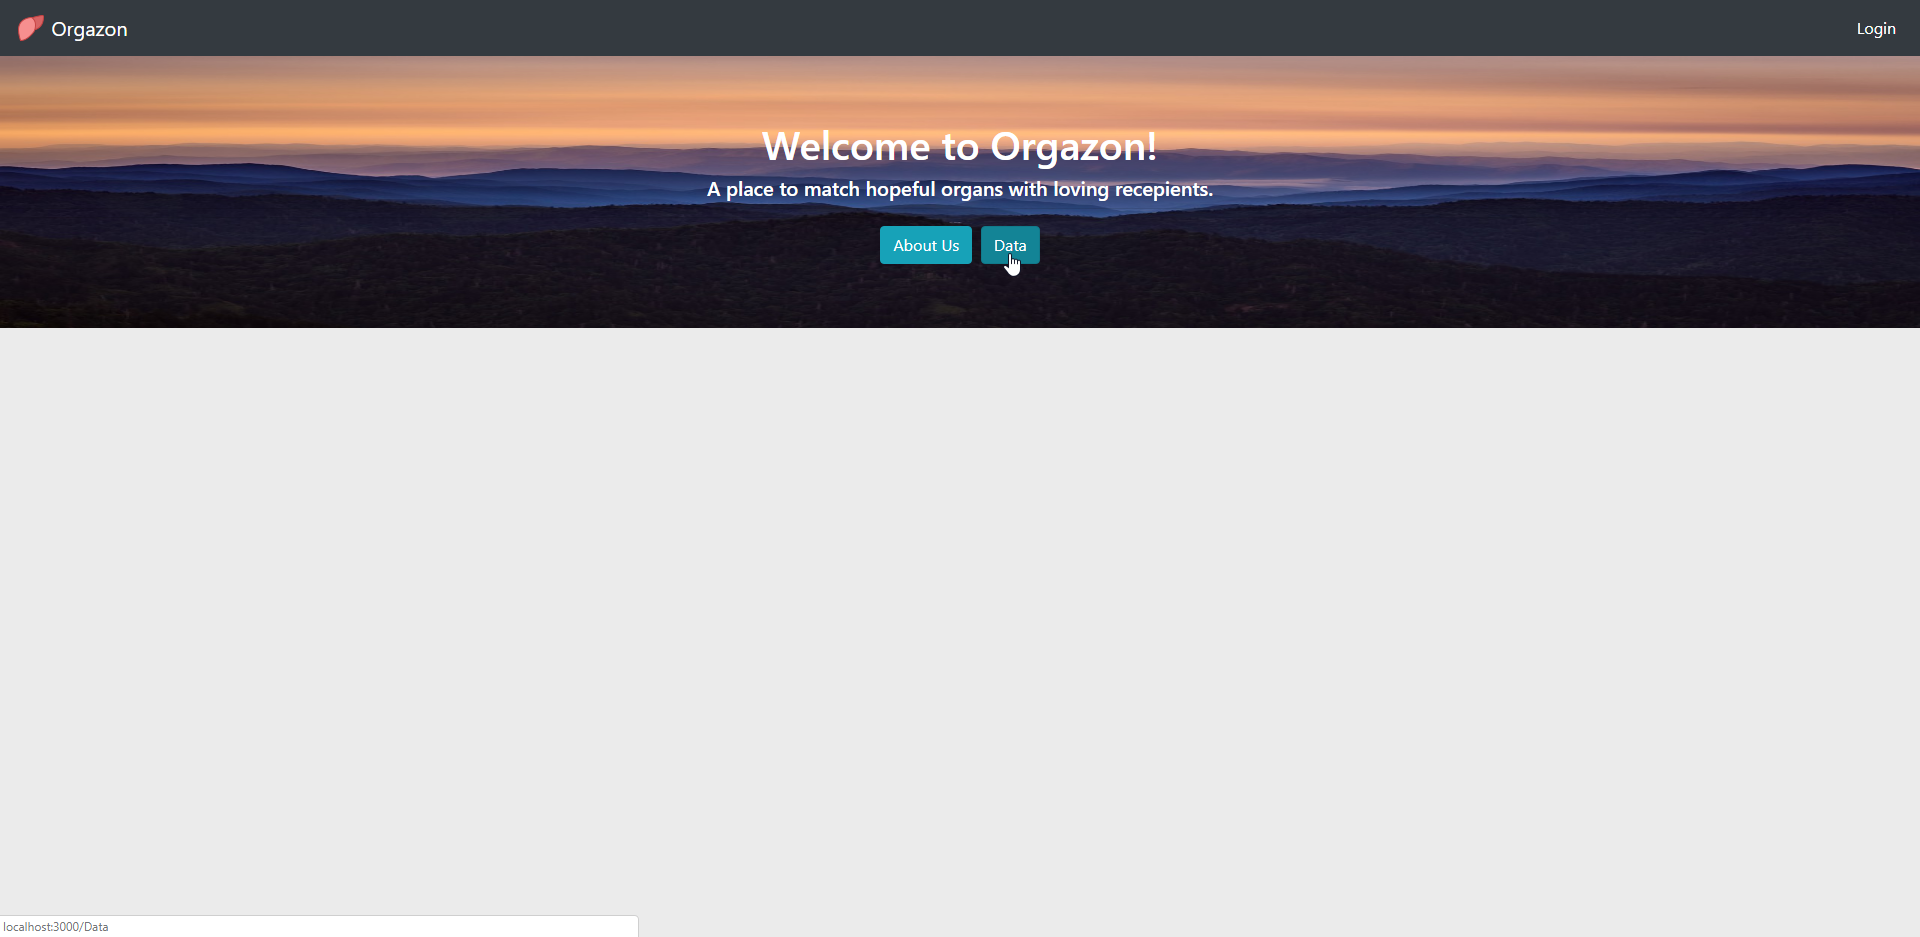 Orgazon
Login
Welcome to Orgazon!
A place to match hopeful organs with loving recepients.
About Us
Data
localhost:3000/Data